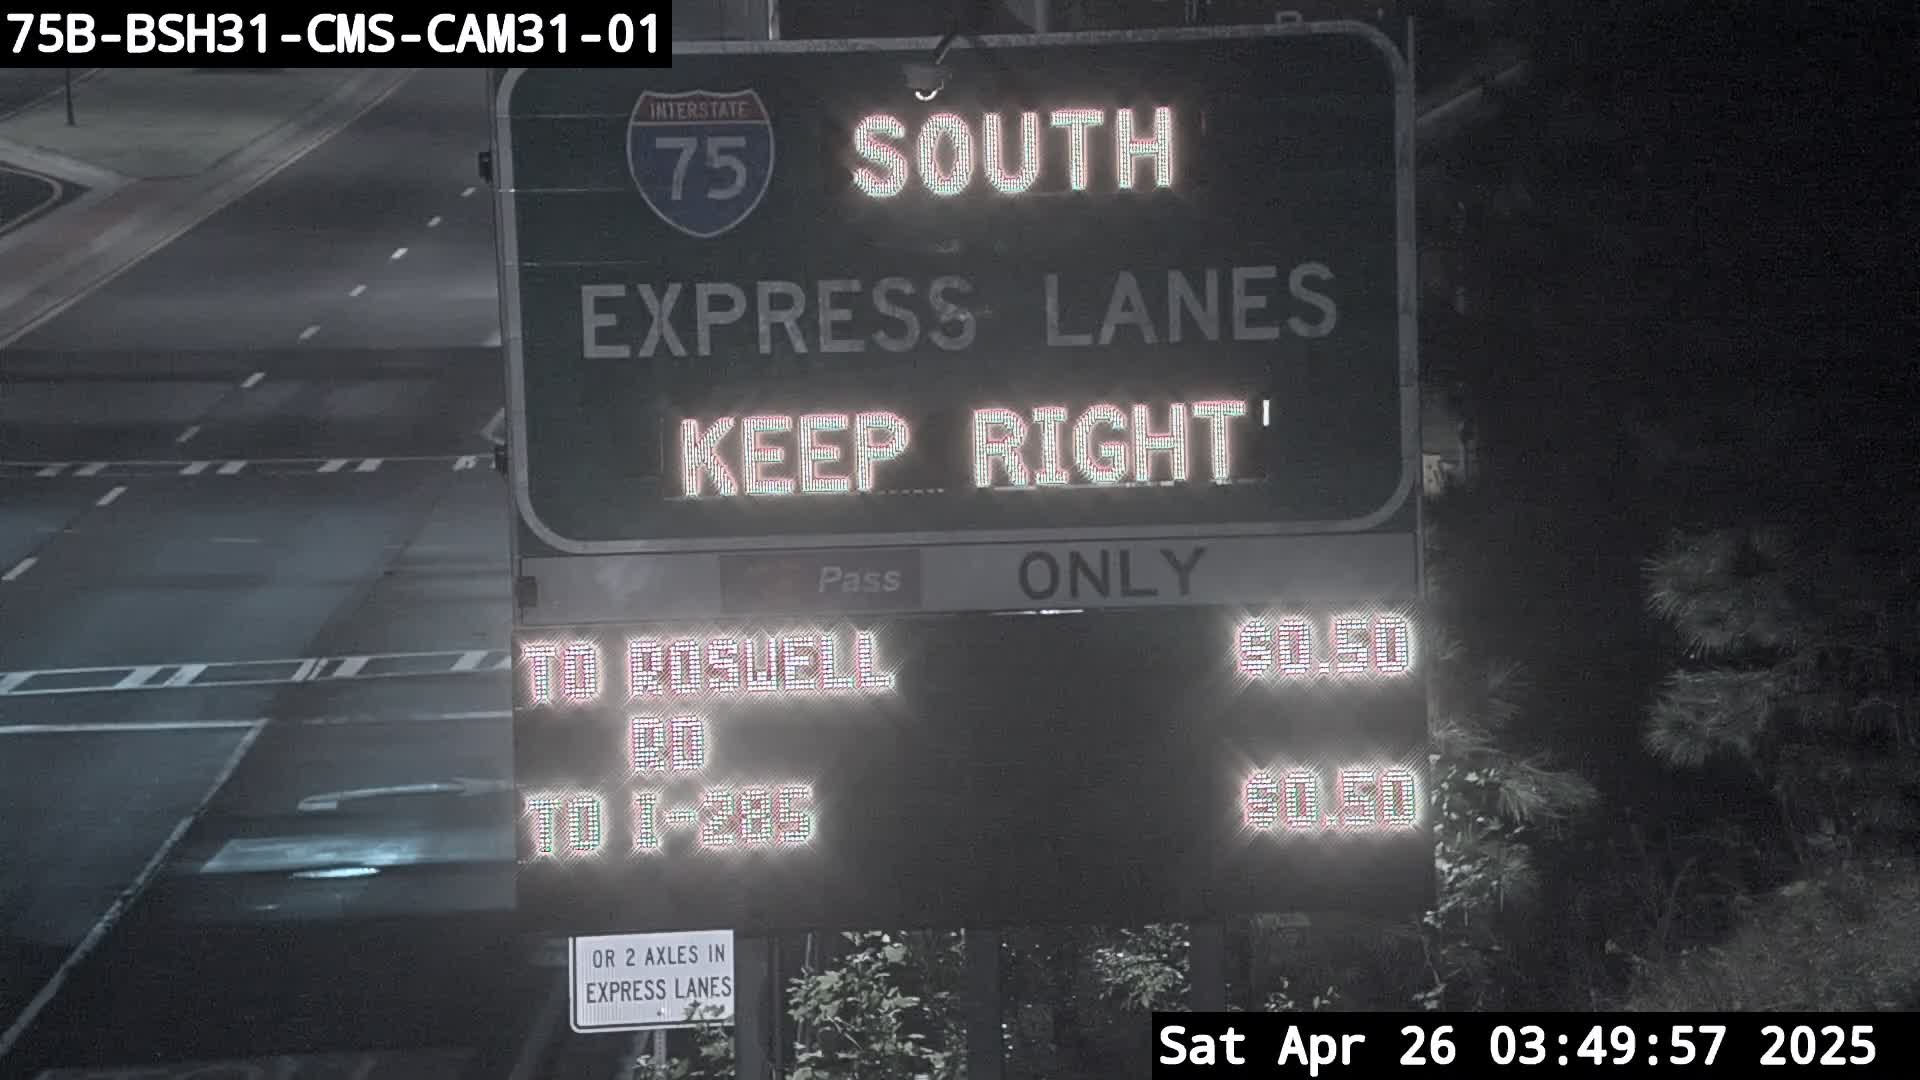 75B-BSH31-CMS-CAM31-01
INTERSTATE
75
SOUTH
EXPRESS LANES
KEEP RIGHT
Pass ONLY
TO ROSWELL $0.50
RD
TO I-285 $0.50
OR 2 AXLES IN
EXPRESS LANES
Sat Apr 26 03:49:57 2025